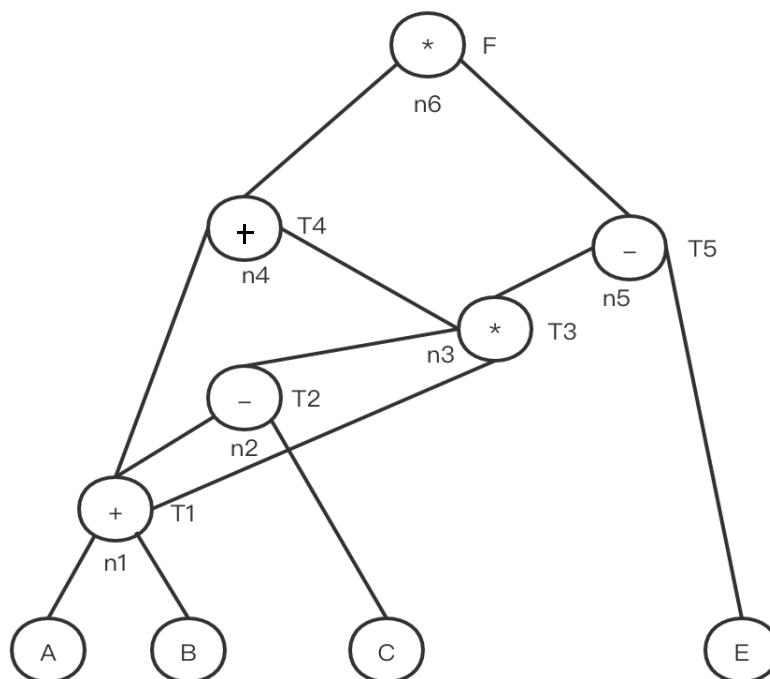 * F
n6
+ T4
n4
− T5
n5
* T3
n3
− T2
n2
+ T1
n1
A B C E